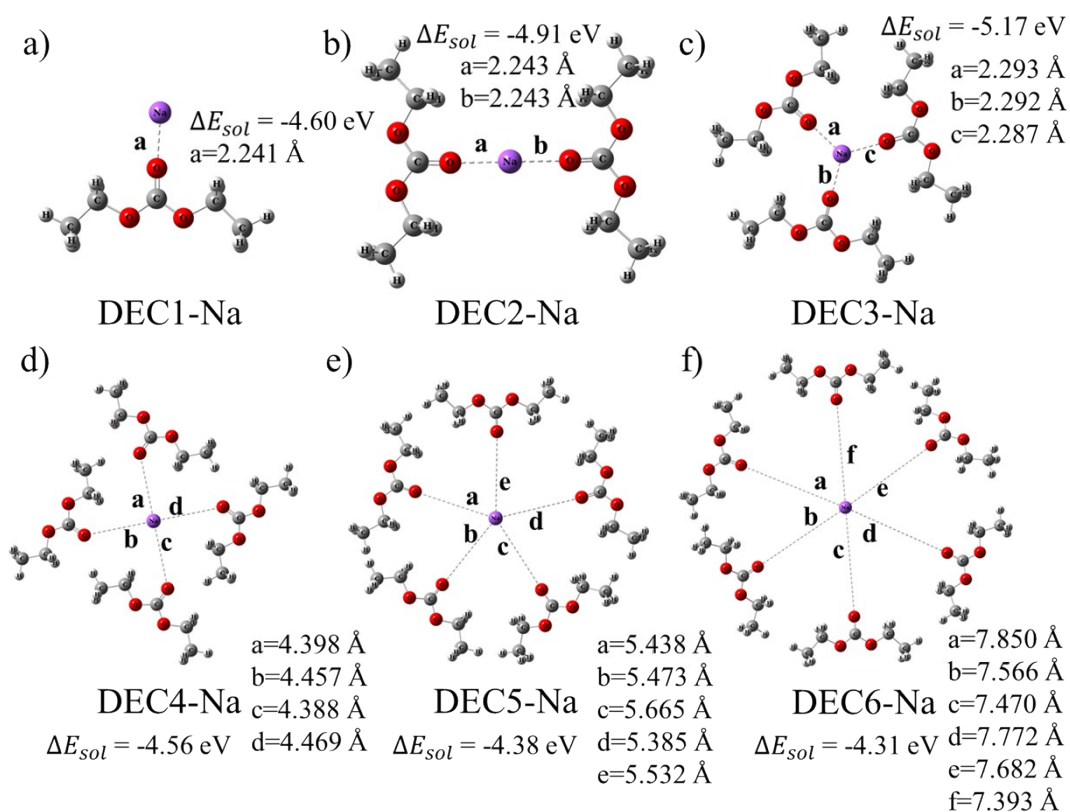 a)
ΔE_sol = -4.60 eV
a=2.241 Å
Na
a
DEC1-Na
b)
ΔE_sol = -4.91 eV
a=2.243 Å
b=2.243 Å
a
Na
b
DEC2-Na
c)
ΔE_sol = -5.17 eV
a=2.293 Å
b=2.292 Å
c=2.287 Å
a
Na
c
b
DEC3-Na
d)
a
d
b
c
a=4.398 Å
b=4.457 Å
c=4.388 Å
d=4.469 Å
DEC4-Na
ΔE_sol = -4.56 eV
e)
e
a
d
b
c
a=5.438 Å
b=5.473 Å
c=5.665 Å
d=5.385 Å
e=5.532 Å
DEC5-Na
ΔE_sol = -4.38 eV
f)
f
a
e
b
d
c
a=7.850 Å
b=7.566 Å
c=7.470 Å
d=7.772 Å
e=7.682 Å
f=7.393 Å
DEC6-Na
ΔE_sol = -4.31 eV